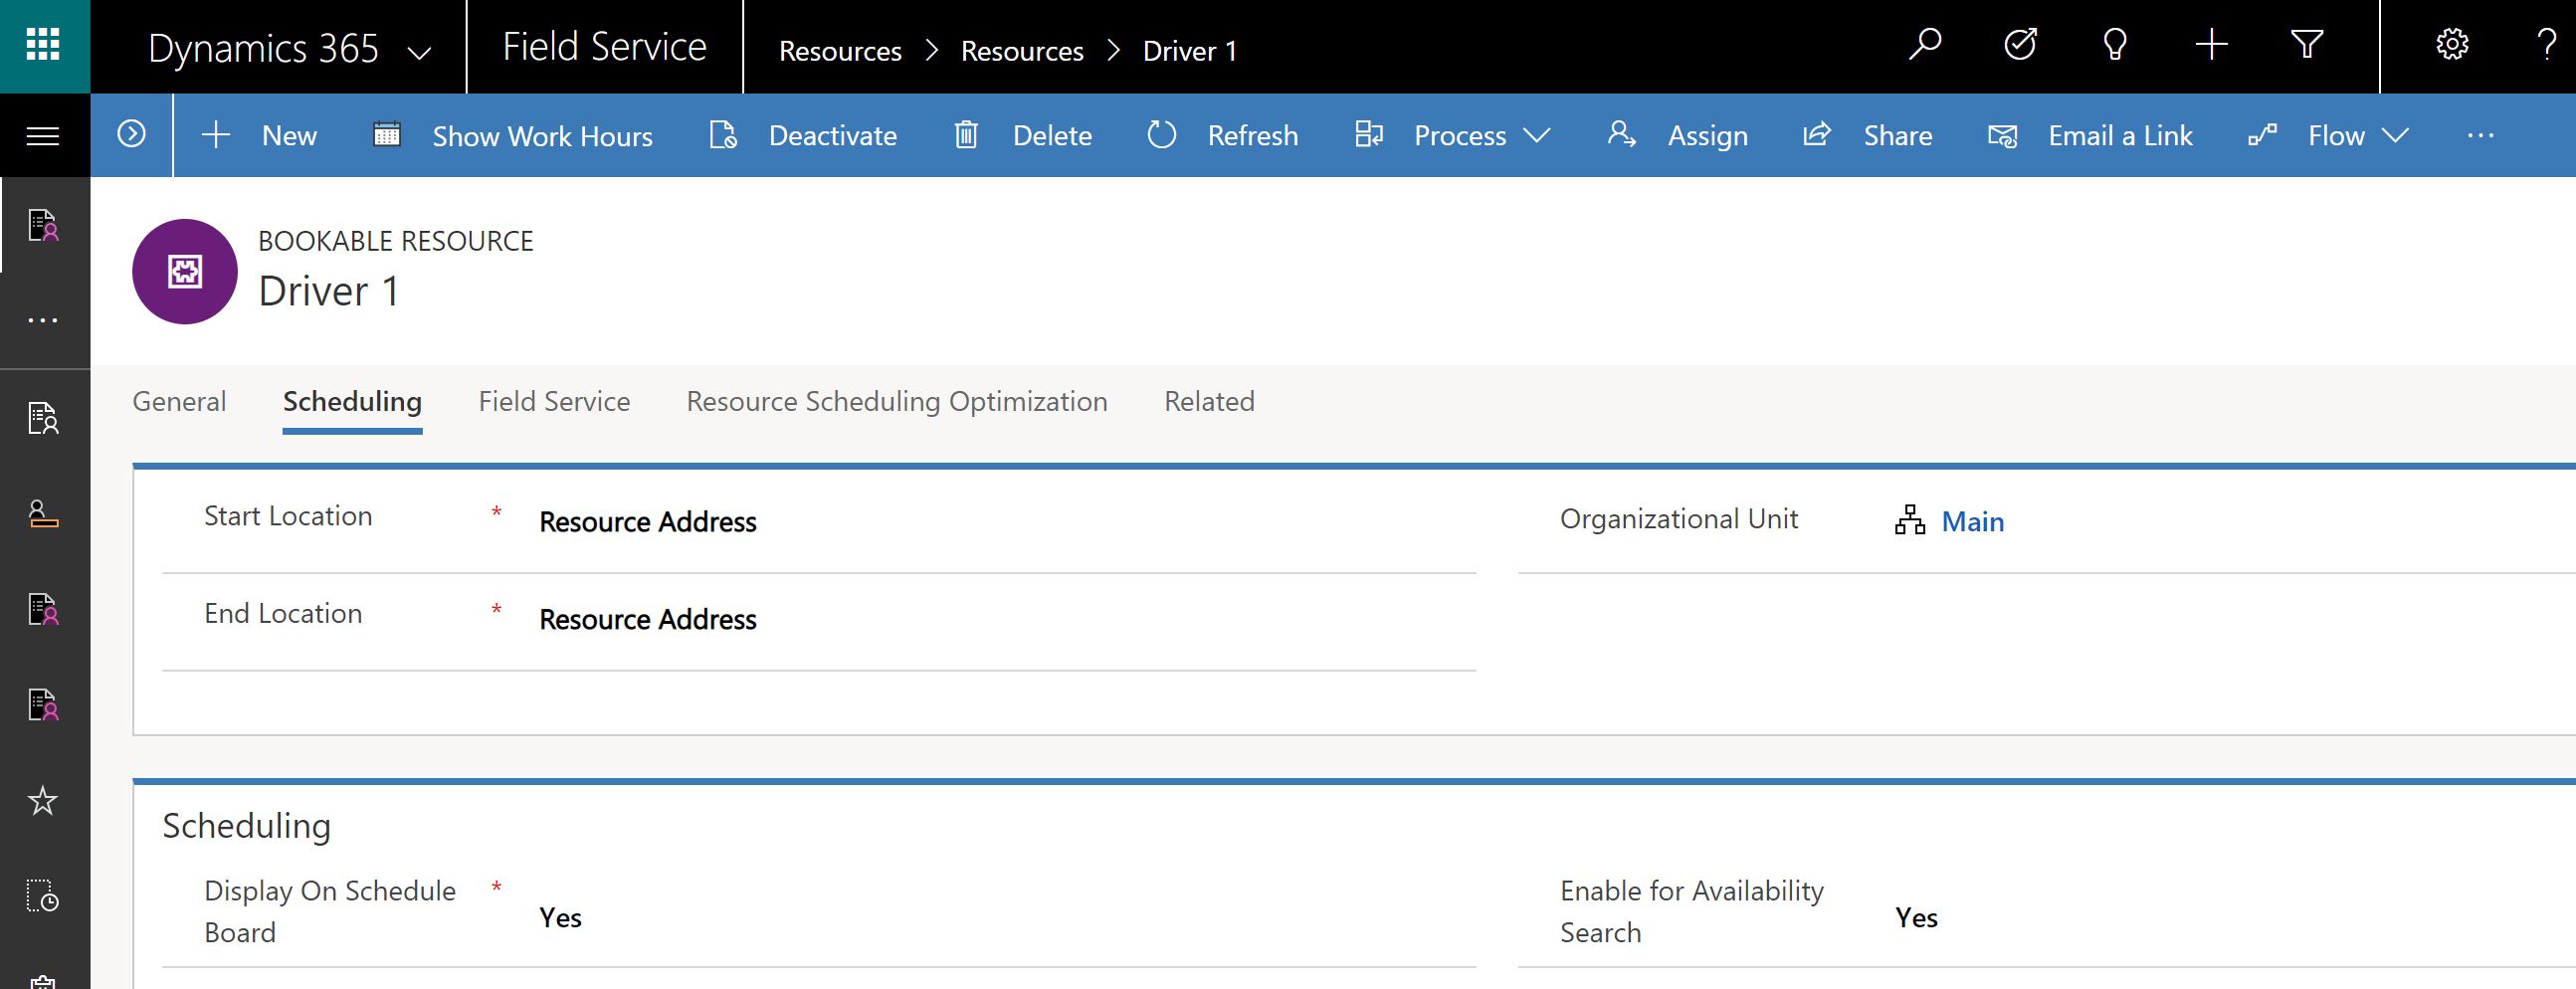 Dynamics 365 Field Service Resources > Resources > Driver 1
New Show Work Hours Deactivate Delete Refresh Process Assign Share Email a Link Flow ...
BOOKABLE RESOURCE
Driver 1
General Scheduling Field Service Resource Scheduling Optimization Related
Start Location * Resource Address Organizational Unit Main
End Location * Resource Address
Scheduling
Display On Schedule Board * Yes Enable for Availability Search Yes